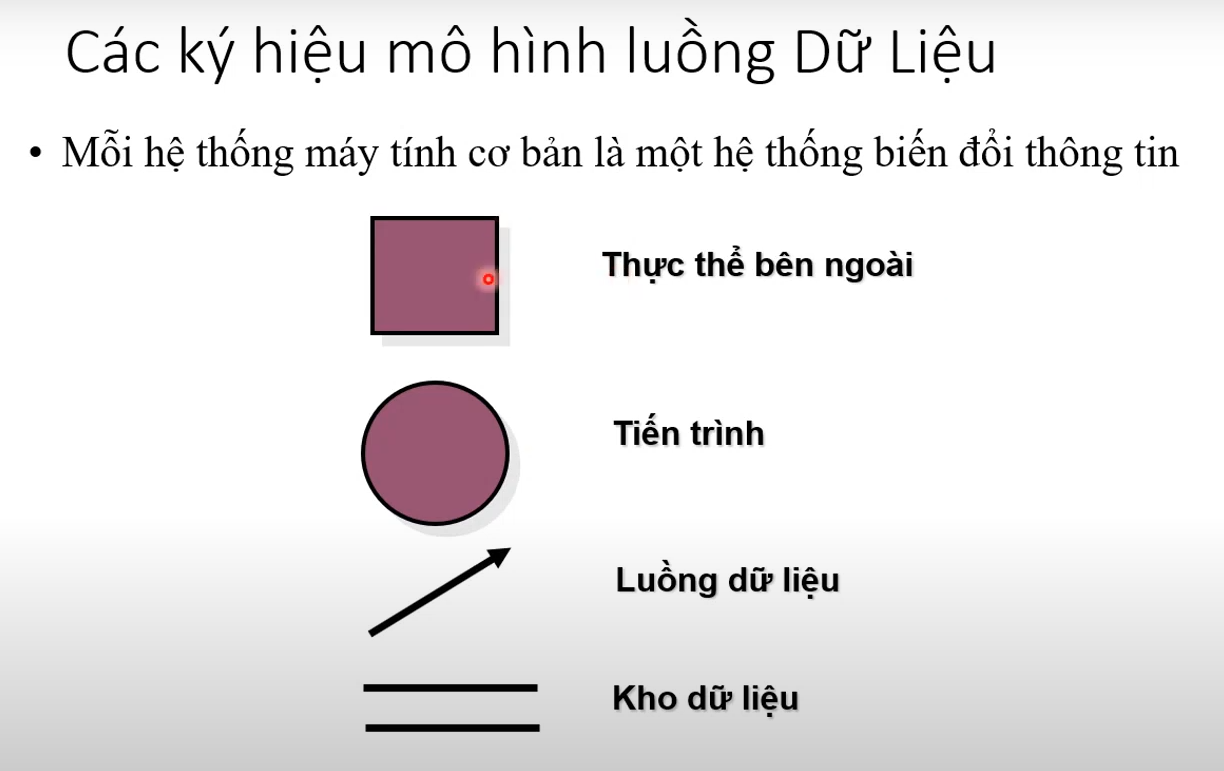 Các ký hiệu mô hình luồng Dữ Liệu
• Mỗi hệ thống máy tính cơ bản là một hệ thống biến đổi thông tin
Thực thể bên ngoài
Tiến trình
Luồng dữ liệu
Kho dữ liệu